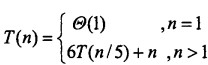 T(n) = { Θ(1) , n = 1
6T(n/5) + n , n > 1